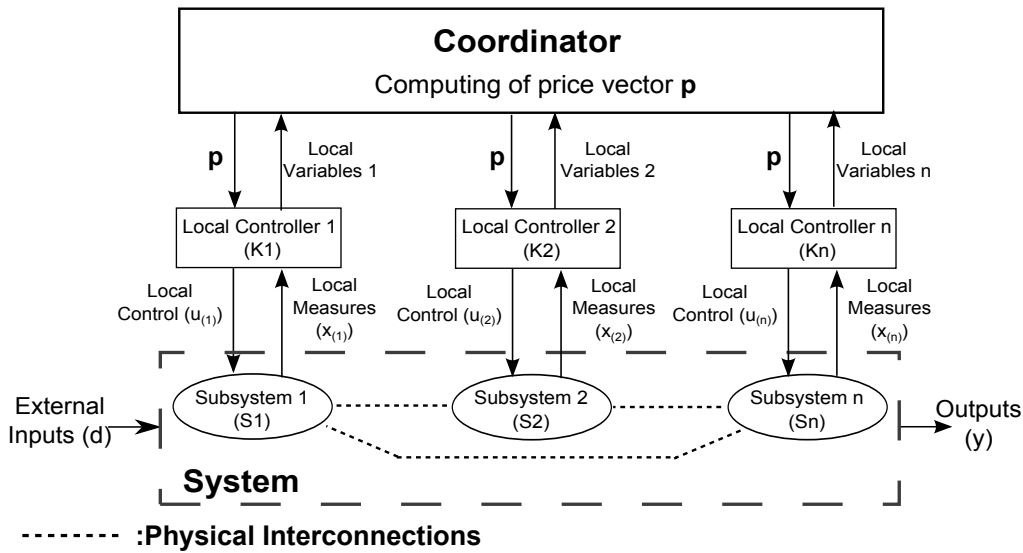 Coordinator
Computing of price vector p
p
Local
Variables 1
p
Local
Variables 2
p
Local
Variables n
Local Controller 1
(K1)
Local Controller 2
(K2)
Local Controller n
(Kn)
Local
Control (u(1))
Local
Measures
(x(1))
Local
Control (u(2))
Local
Measures
(x(2))
Local
Control (u(n))
Local
Measures
(x(n))
External
Inputs (d)
Subsystem 1
(S1)
Subsystem 2
(S2)
Subsystem n
(Sn)
Outputs
(y)
System
:Physical Interconnections